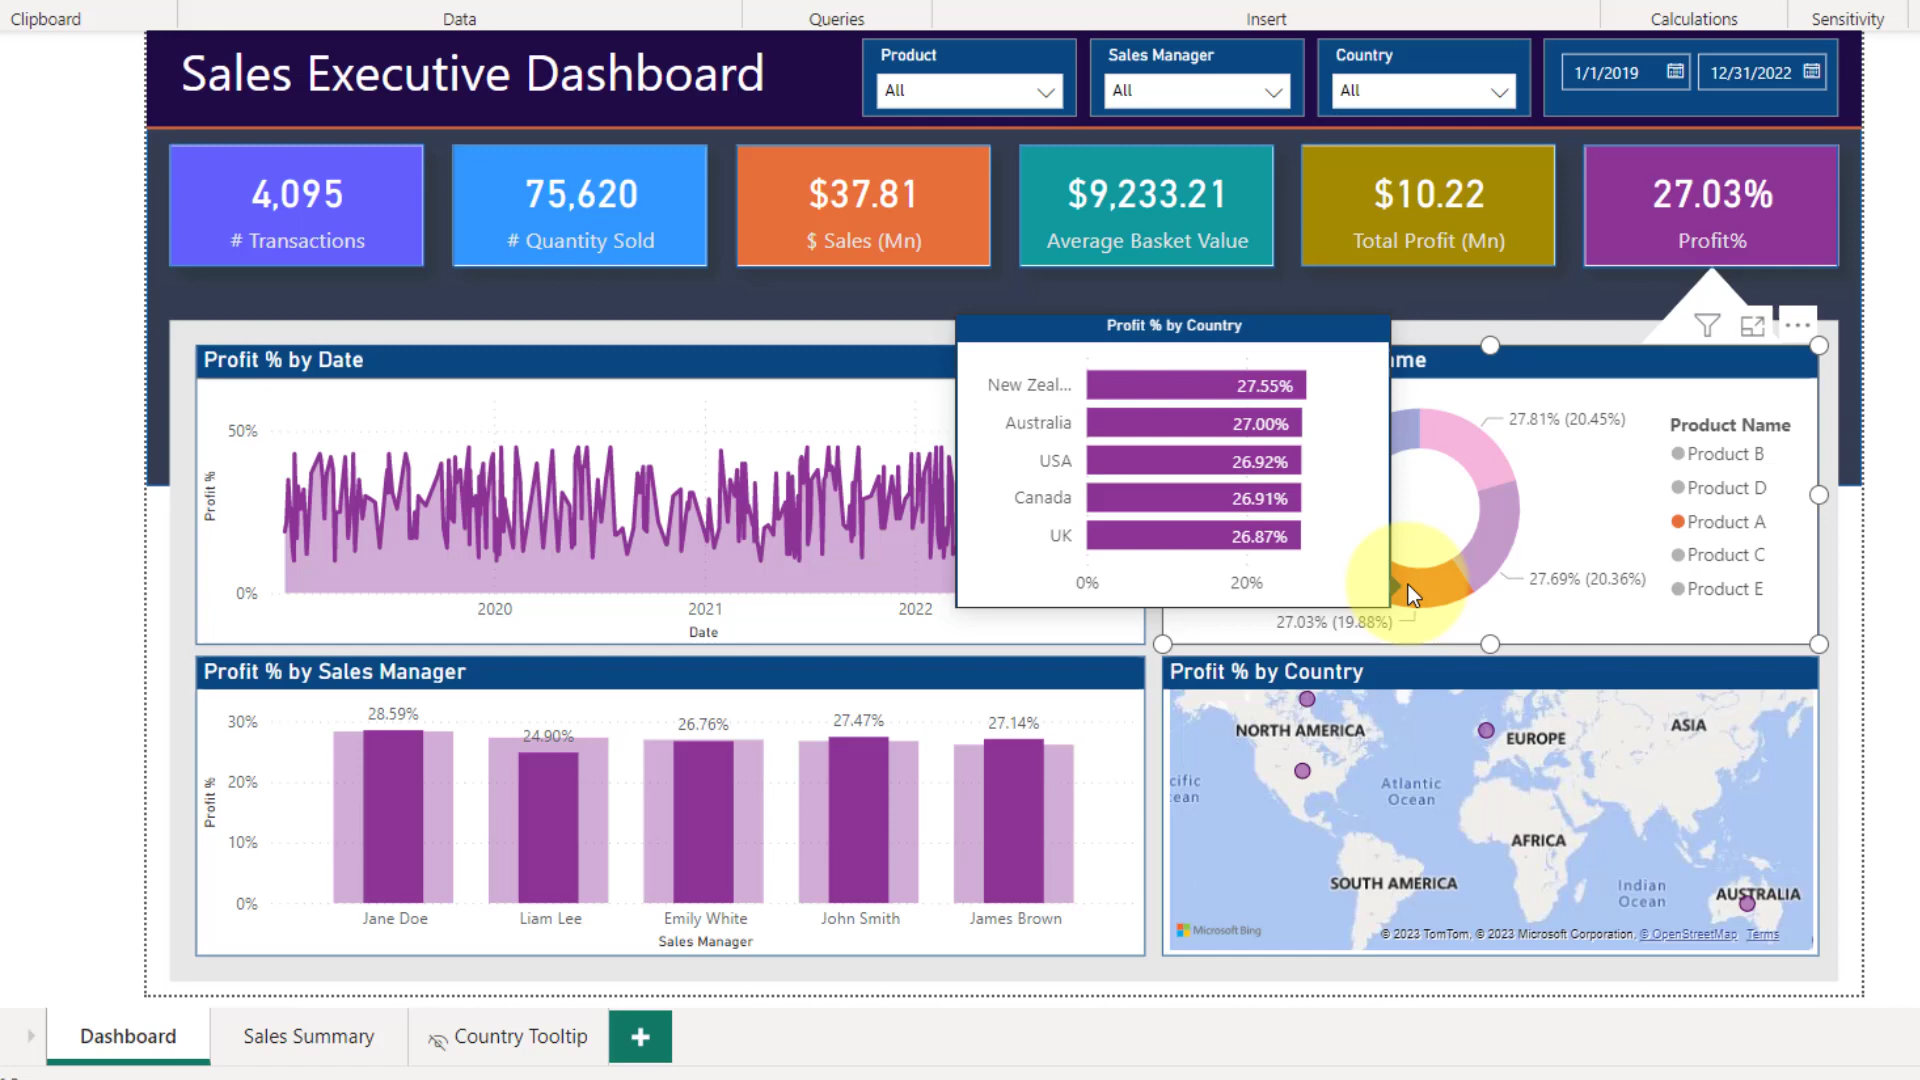 Clipboard
Data
Queries
Insert
Calculations
Sensitivity
Sales Executive Dashboard
Product
All
Sales Manager
All
Country
All
1/1/2019
12/31/2022
4,095
# Transactions
75,620
# Quantity Sold
$37.81
$ Sales (Mn)
$9,233.21
Average Basket Value
$10.22
Total Profit (Mn)
27.03%
Profit%
Profit % by Date
Profit %
50%
0%
2020
2021
2022
Date
Profit % by Country
New Zeal...
27.55%
Australia
27.00%
USA
26.92%
Canada
26.91%
UK
26.87%
0%
20%
27.81% (20.45%)
27.69% (20.36%)
27.03% (19.88%)
Product Name
Product B
Product D
Product A
Product C
Product E
Profit % by Sales Manager
Profit %
30%
20%
10%
0%
28.59%
24.90%
26.76%
27.47%
27.14%
Jane Doe
Liam Lee
Emily White
John Smith
James Brown
Sales Manager
Profit % by Country
NORTH AMERICA
EUROPE
ASIA
Atlantic
Ocean
AFRICA
SOUTH AMERICA
Indian
Ocean
AUSTRALIA
Microsoft Bing
© 2023 TomTom, © 2023 Microsoft Corporation, © OpenStreetMap Terms
Dashboard
Sales Summary
Country Tooltip